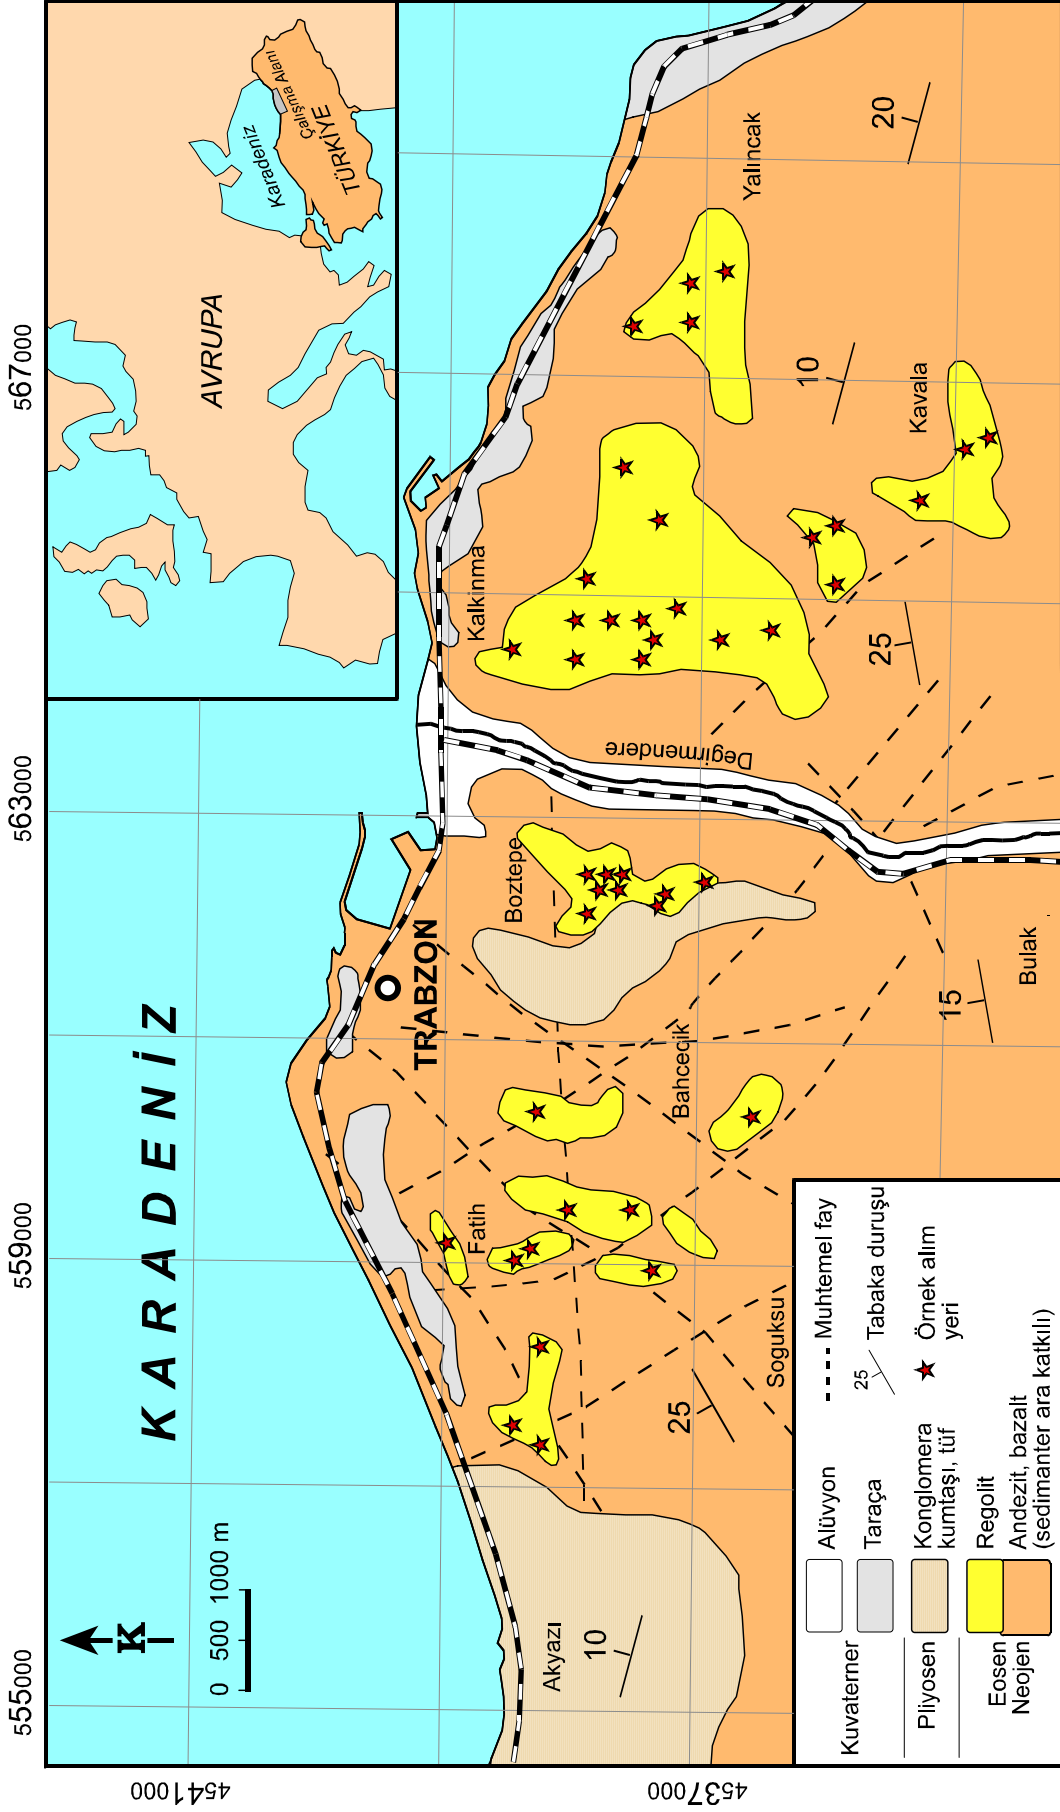 555000
559000
563000
567000
4541000
4537000
K
0 500 1000 m
KARADENİZ
AVRUPA
Karadeniz
Çalışma Alanı
TÜRKİYE
TRABZON
Akyazı
10
Fatih
25
Soguksu
Bahcecik
Boztepe
15
Bulak
Degirmendere
Kalkinma
25
10
Kavala
Yalıncak
20
Kuvaterner
Alüvyon
Taraça
Pliyosen
Konglomera
kumtaşı, tüf
Eosen
Neojen
Regolit
Andezit, bazalt
(sedimanter ara katkılı)
Muhtemel fay
25
Tabaka duruşu
Örnek alım
yeri